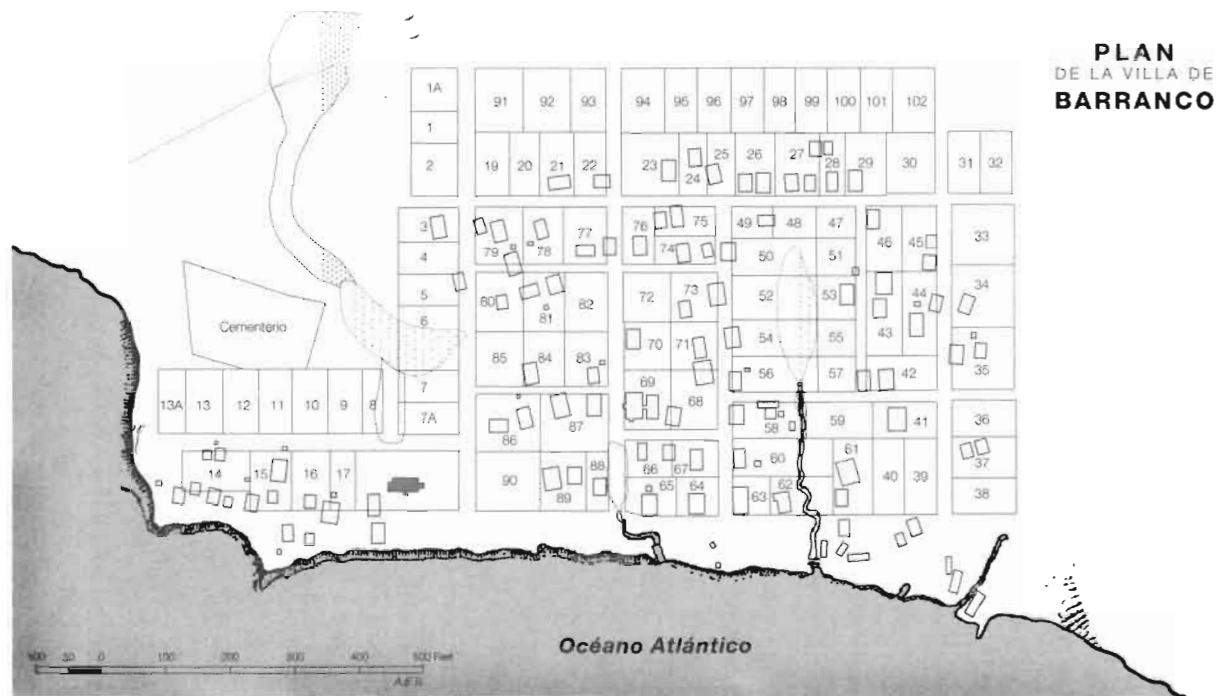 PLAN
DE LA VILLA DE
BARRANCO
1A 91 92 93 94 95 96 97 98 99 100 101 102
1
2 19 20 21 22 23 24 25 26 27 28 29 30 31 32
3 79 78 77 76 75 49 48 47 46 45 33
4 74 50 51
5 80 81 82 72 73 52 53 44 34
6 43
85 84 83 70 71 54 55 35
7 69 68 56 57 42
Cementerio
13A 13 12 11 10 9 8 7A 86 87 58 59 41 36
14 15 16 17 90 89 88 66 67 60 61 40 39 37
65 64 63 62 38
Océano Atlántico
50 0 100 200 300 400 500 Feet